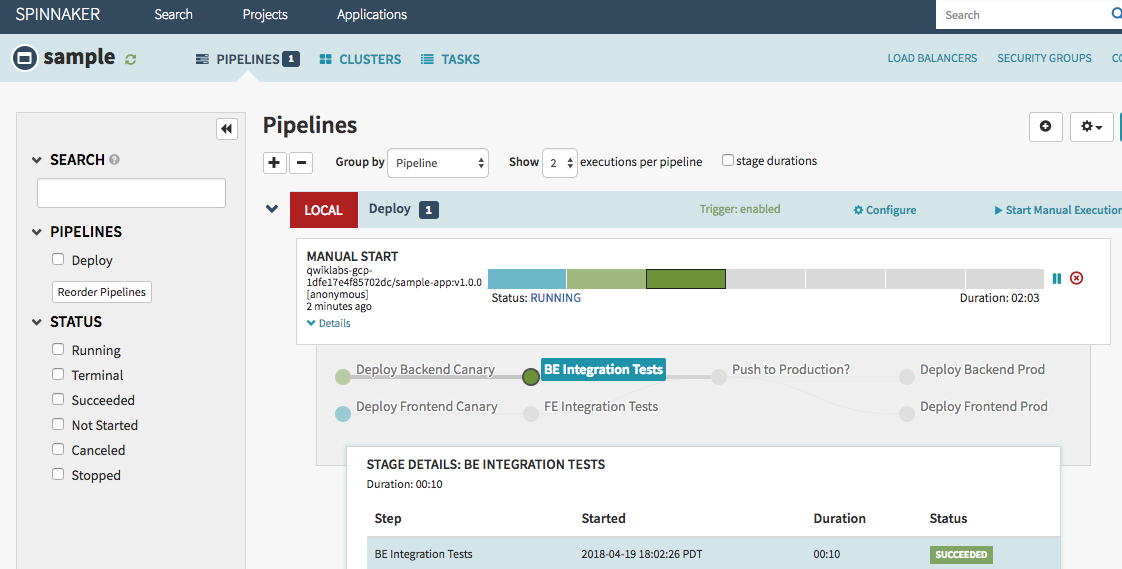 SPINNAKER Search Projects Applications Search
sample PIPELINES 1 CLUSTERS TASKS LOAD BALANCERS SECURITY GROUPS
SEARCH
PIPELINES
Deploy
Reorder Pipelines
STATUS
Running
Terminal
Succeeded
Not Started
Canceled
Stopped
Pipelines
Group by Pipeline Show 2 executions per pipeline stage durations
LOCAL Deploy 1 Trigger: enabled Configure Start Manual Execution
MANUAL START
qwiklabs-gcp-
1dfe17e4f85702dc/sample-app:v1.0.0
[anonymous]
2 minutes ago
Details
Status: RUNNING Duration: 02:03
Deploy Backend Canary BE Integration Tests Push to Production? Deploy Backend Prod
Deploy Frontend Canary FE Integration Tests Deploy Frontend Prod
STAGE DETAILS: BE INTEGRATION TESTS
Duration: 00:10
Step Started Duration Status
BE Integration Tests 2018-04-19 18:02:26 PDT 00:10 SUCCEEDED